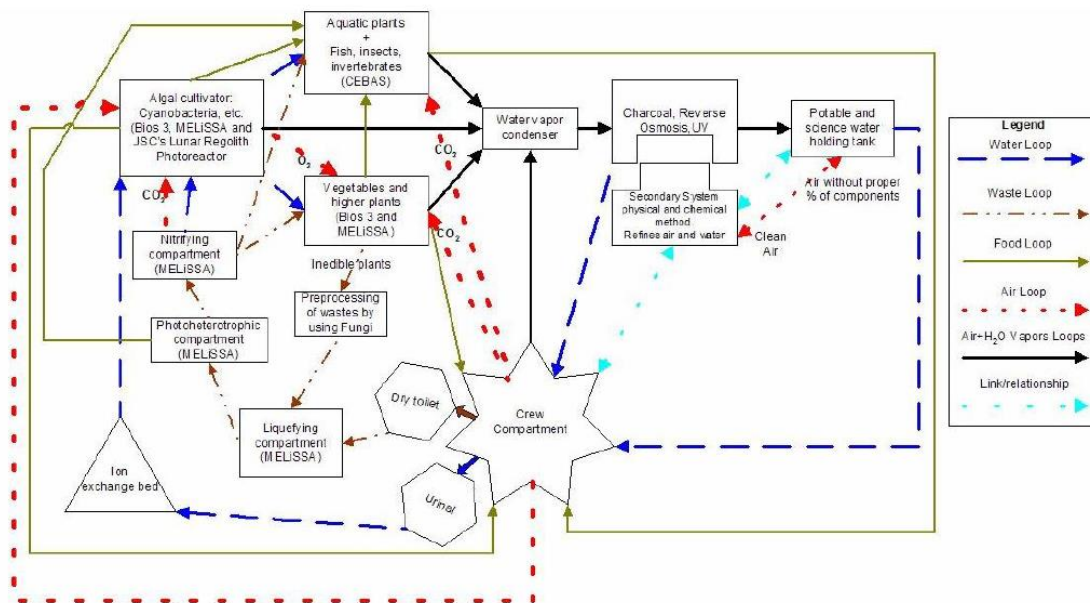 Aquatic plants
+
Fish, insects,
invertebrates
(CEBAS)
Algal cultivator:
Cyanobacteria, etc.
(Bios 3, MELiSSA and
JSC's Lunar Regolith
Photoreactor
Water vapor
condenser
Charcoal, Reverse
Osmosis, UV
Potable and
science water
holding tank
Legend
Water Loop
Waste Loop
Food Loop
Air Loop
Air+H2O Vapors Loops
Link/relationship
O2
CO2
CO2
CO2
Vegetables and
higher plants
(Bios 3 and
MELiSSA)
Secondary System
physical and chemical
method
Refines air and water
Air without proper
% of components
Clean
Air
Nitrifying
compartment
(MELiSSA)
Inedible plants
Preprocessing
of wastes by
using Fungi
Photoheterotrophic
compartment
(MELiSSA)
Dry toilet
Crew
Compartment
Liquefying
compartment
(MELiSSA)
Ion
exchange bed
Urinal